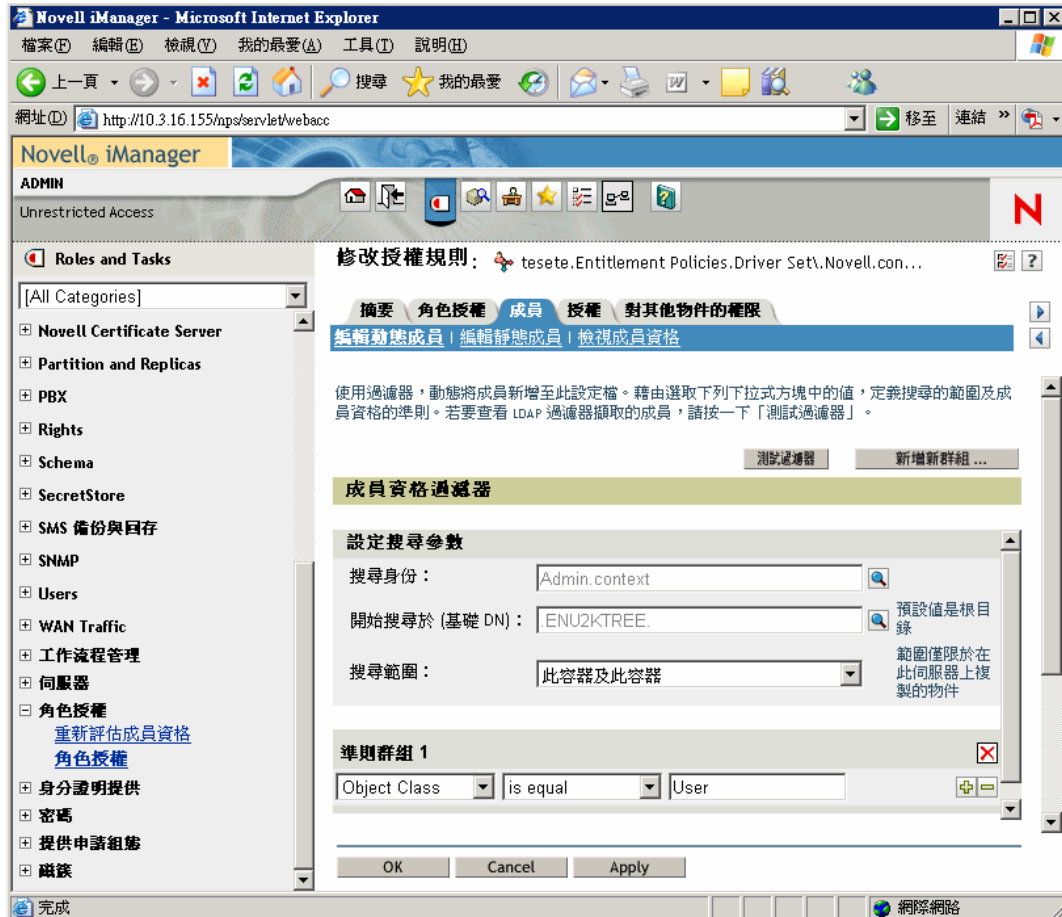 Novell iManager - Microsoft Internet Explorer
檔案(F) 編輯(E) 檢視(V) 我的最愛(A) 工具(T) 說明(H)
上一頁 搜尋 我的最愛
網址(D) http://10.3.16.155/nps/servlet/webacc 移至 連結 »
Novell® iManager
ADMIN
Unrestricted Access
N
Roles and Tasks
[All Categories]
Novell Certificate Server
Partition and Replicas
PBX
Rights
Schema
SecretStore
SMS 備份與回存
SNMP
Users
WAN Traffic
工作流程管理
伺服器
角色授權
重新評估成員資格
角色授權
身分證明提供
密碼
提供申請組態
磁簇
修改授權規則: tesete.Entitlement Policies.Driver Set\.Novell.con...
摘要 角色授權 成員 授權 對其他物件的權限
編輯動態成員 | 編輯靜態成員 | 檢視成員資格
使用過濾器，動態將成員新增至此設定檔。藉由選取下列下拉式方塊中的值，定義搜尋的範圍及成
員資格的準則。若要查看 LDAP 過濾器擷取的成員，請按一下「測試過濾器」。
測試過濾器 新增新群組 ...
成員資格過濾器
設定搜尋參數
搜尋身份： Admin.context
開始搜尋於 (基礎 DN)： .ENU2KTREE. 預設值是根目
錄
搜尋範圍： 此容器及此容器 範圍僅限於在
此伺服器上複
製的物件
準則群組 1
Object Class is equal User
OK Cancel Apply
完成 網際網路